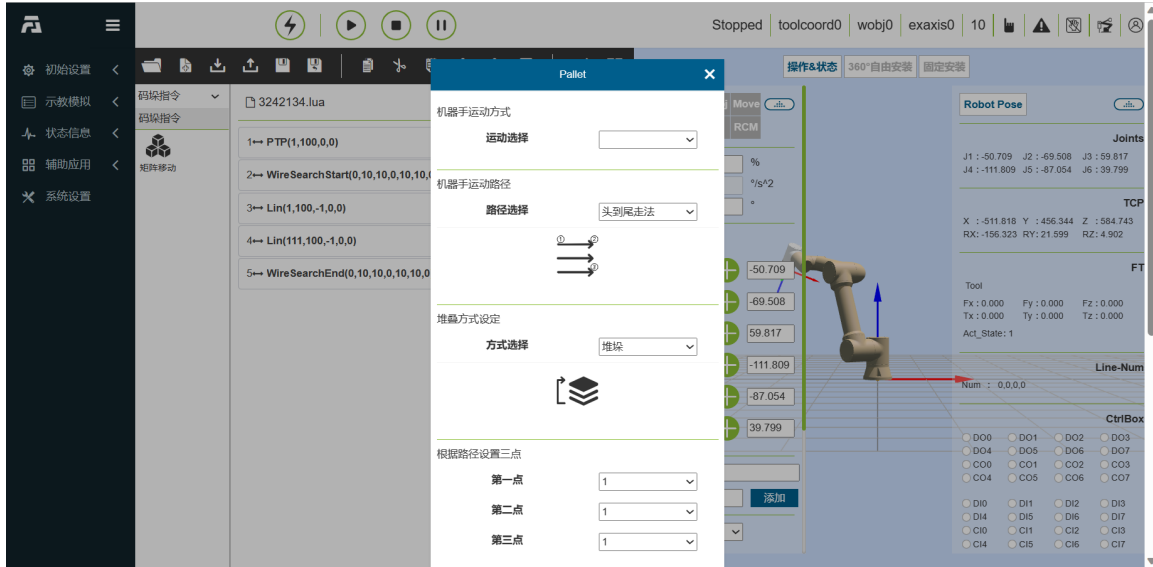 Stopped toolcoord0 wobj0 exaxis0 10
初始设置
示教模拟
状态信息
辅助应用
系统设置
码垛指令
码垛指令
矩阵移动
3242134.lua
1 PTP(1,100,0,0)
2 WireSearchStart(0,10,10,0,10,10,
3 Lin(1,100,-1,0,0)
4 Lin(111,100,-1,0,0)
5 WireSearchEnd(0,10,10,0,10,10,0
Pallet
机器手运动方式
运动选择
机器手运动路径
路径选择 头到尾走法
① ②
堆叠方式设定
方式选择 堆垛
根据路径设置三点
第一点 1
第二点 1
第三点 1
操作&状态 360°自由安装 固定安装
Move
RCM
%
°/s^2
°
-50.709
-69.508
59.817
-111.809
-87.054
39.799
添加
Robot Pose
Joints
J1 : -50.709 J2 : -69.508 J3 : 59.817
J4 : -111.809 J5 : -87.054 J6 : 39.799
TCP
X : -511.818 Y : 456.344 Z : 584.743
RX: -156.323 RY: 21.599 RZ: 4.902
FT
Tool
Fx : 0.000 Fy : 0.000 Fz : 0.000
Tx : 0.000 Ty : 0.000 Tz : 0.000
Act_State: 1
Line-Num
Num : 0,0,0,0
CtrlBox
DO0 DO1 DO2 DO3
DO4 DO5 DO6 DO7
CO0 CO1 CO2 CO3
CO4 CO5 CO6 CO7
DI0 DI1 DI2 DI3
DI4 DI5 DI6 DI7
CI0 CI1 CI2 CI3
CI4 CI5 CI6 CI7